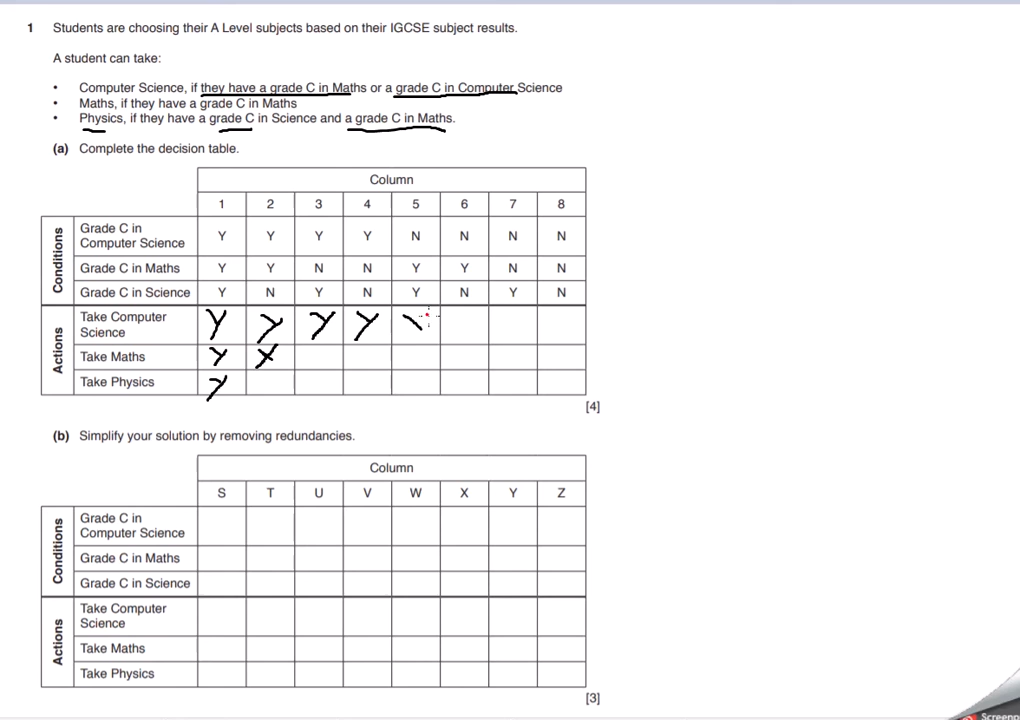 1 Students are choosing their A Level subjects based on their IGCSE subject results.
A student can take:
• Computer Science, if they have a grade C in Maths or a grade C in Computer Science
• Maths, if they have a grade C in Maths
• Physics, if they have a grade C in Science and a grade C in Maths.
(a) Complete the decision table.
Column
1 2 3 4 5 6 7 8
Conditions
Grade C in
Computer Science Y Y Y Y N N N N
Grade C in Maths Y Y N N Y Y N N
Grade C in Science Y N Y N Y N Y N
Actions
Take Computer
Science Y Y Y Y
Take Maths Y
Take Physics Y
[4]
(b) Simplify your solution by removing redundancies.
Column
S T U V W X Y Z
Conditions
Grade C in
Computer Science
Grade C in Maths
Grade C in Science
Actions
Take Computer
Science
Take Maths
Take Physics
[3]